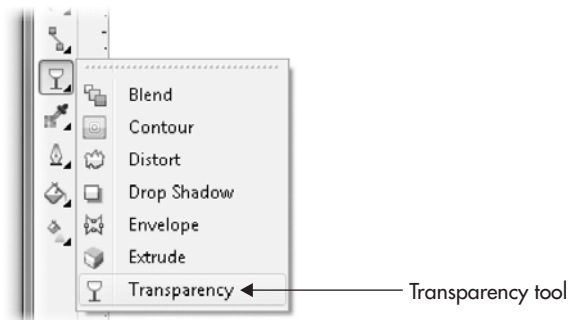 Blend
Contour
Distort
Drop Shadow
Envelope
Extrude
Transparency
Transparency tool